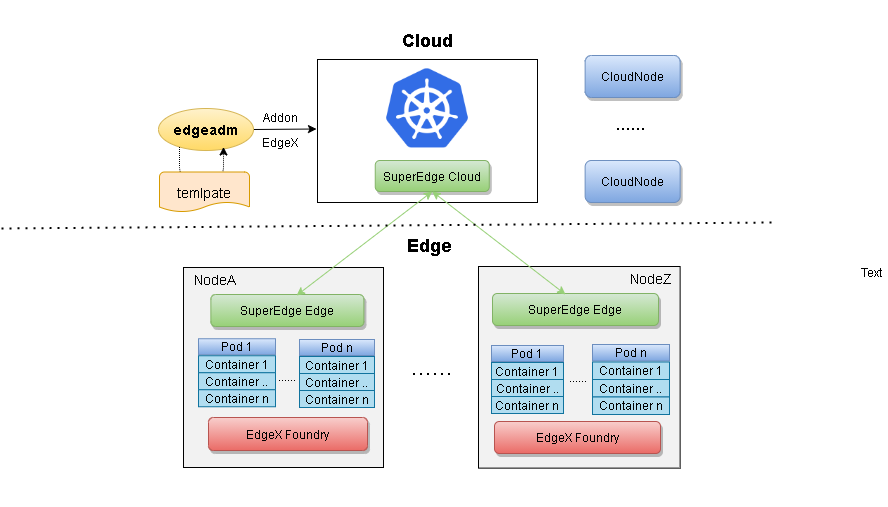 Cloud
CloudNode
Addon
edgeadm
EdgeX
......
temlpate
SuperEdge Cloud
CloudNode
Edge
Text
NodeA
NodeZ
SuperEdge Edge
SuperEdge Edge
Pod 1
Container 1
Container ..
Container n
......
Pod n
Container 1
Container ..
Container n
......
Pod 1
Container 1
Container ..
Container n
......
Pod n
Container 1
Container ..
Container n
EdgeX Foundry
EdgeX Foundry